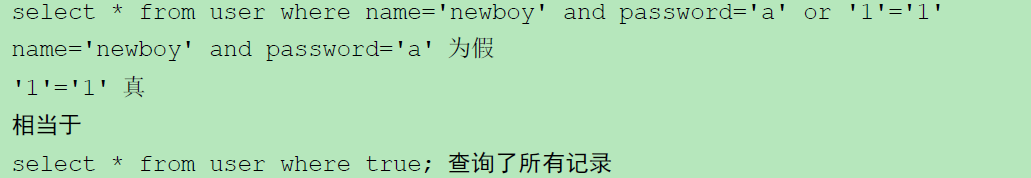 select * from user where name='newboy' and password='a' or '1'='1'
name='newboy' and password='a' 为假
'1'='1' 真
相当于
select * from user where true; 查询了所有记录